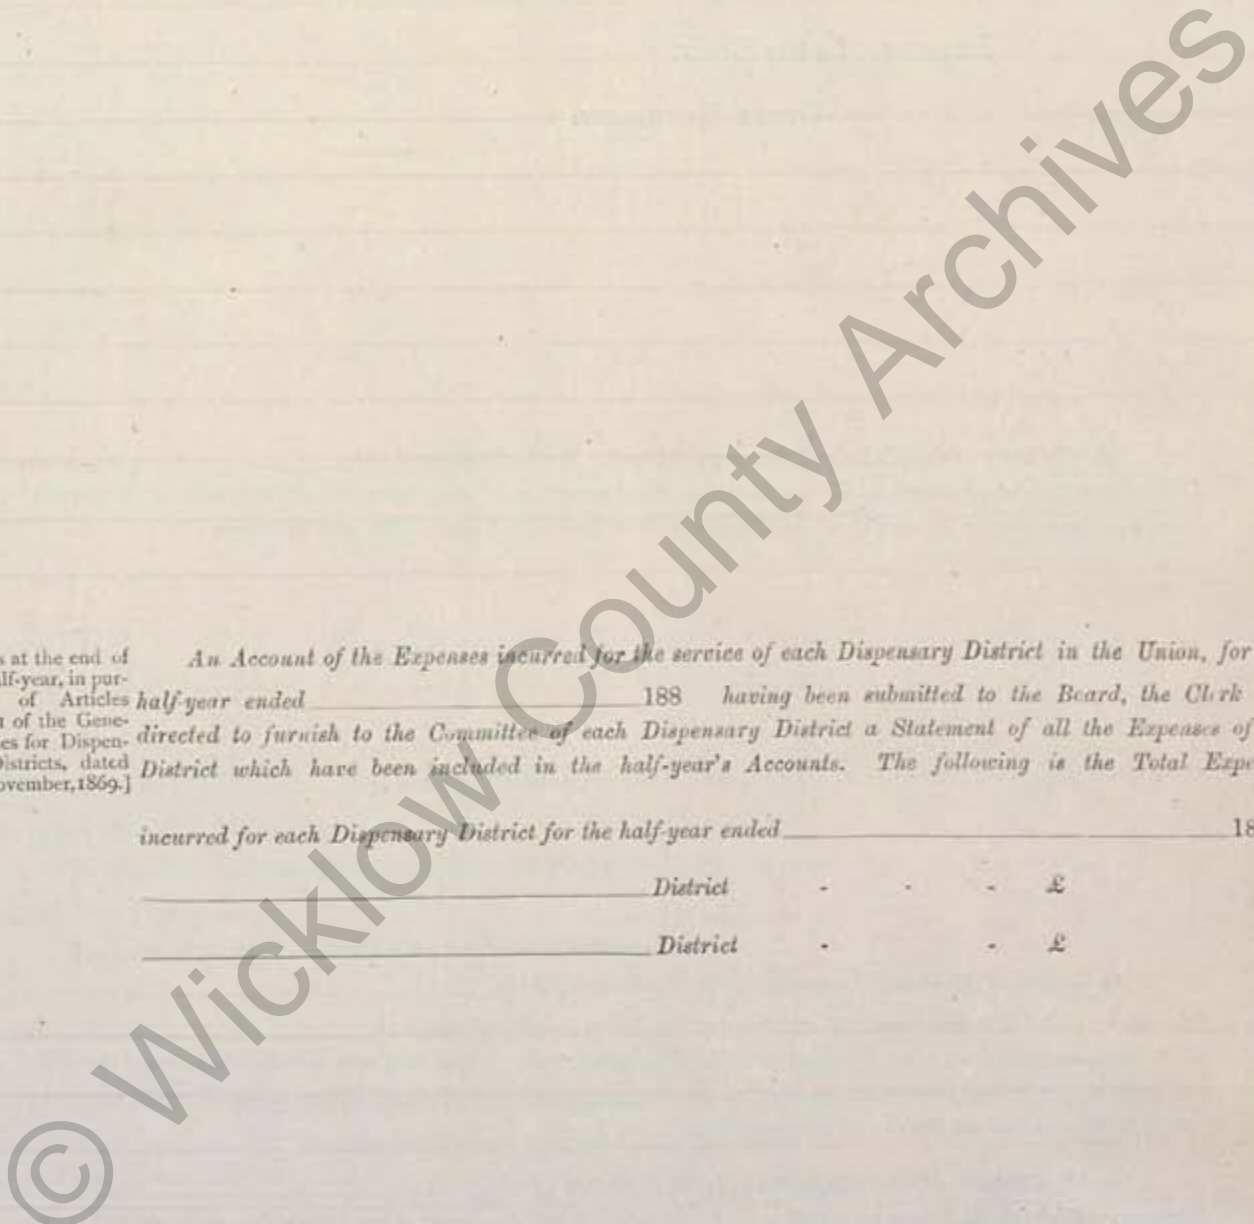 s at the end of
lf-year, in pur-
of Articles
of the Gene-
es for Dispen-
Districts, dated
ovember, 1869.]
An Account of the Expenses incurred for the service of each Dispensary District in the Union, for
half-year ended 188 having been submitted to the Board, the Clerk
directed to furnish to the Committee of each Dispensary District a Statement of all the Expenses of
District which have been included in the half-year's Accounts. The following is the Total Expe
incurred for each Dispensary District for the half-year ended 18
District - - - £
District - - £
© Wicklow County Archives